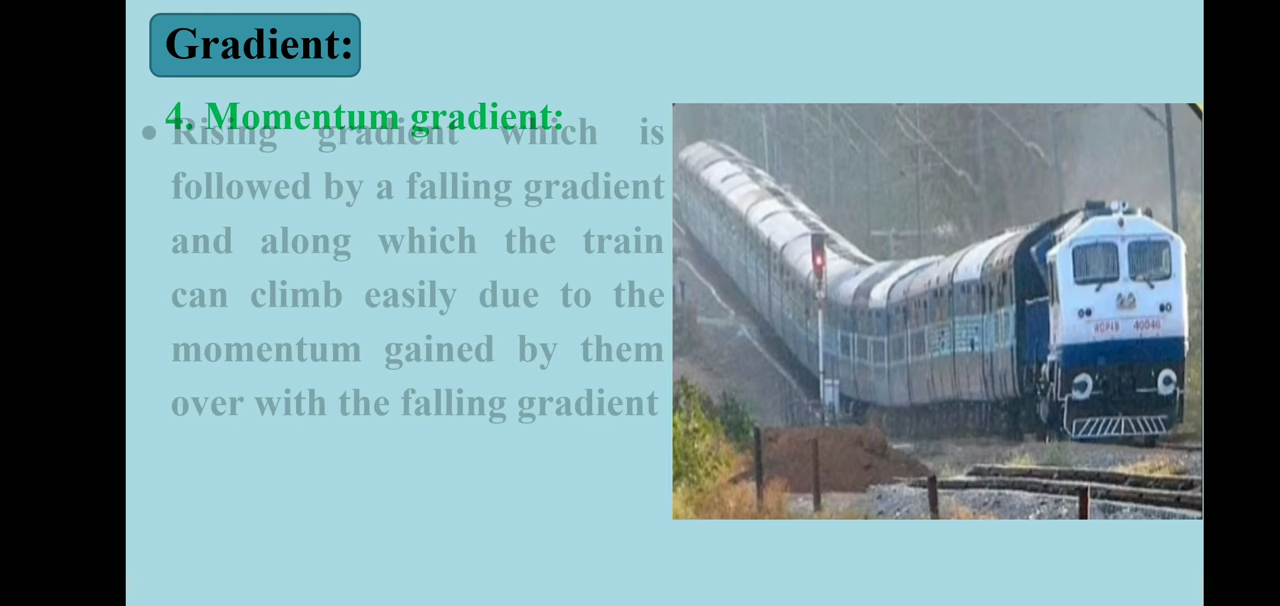 Gradient:
4. Momentum gradient:
• Rising gradient which is
followed by a falling gradient
and along which the train
can climb easily due to the
momentum gained by them
over with the falling gradient
40046